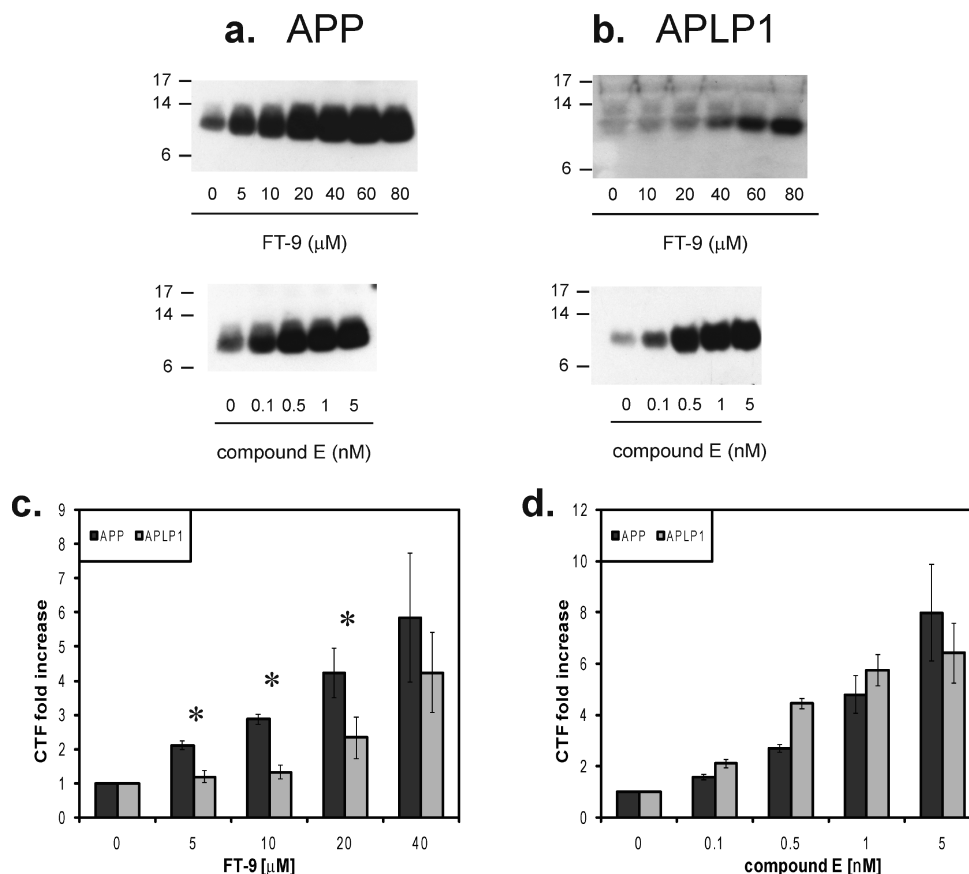 a. APP
b. APLP1
17
14
6
0 5 10 20 40 60 80
FT-9 (μM)
17
14
6
0 10 20 40 60 80
FT-9 (μM)
17
14
6
0 0.1 0.5 1 5
compound E (nM)
17
14
6
0 0.1 0.5 1 5
compound E (nM)
c.
CTF fold increase
9
8
7
6
5
4
3
2
1
0
APP APLP1
*
*
*
0 5 10 20 40
FT-9 [μM]
d.
CTF fold increase
12
10
8
6
4
2
0
APP APLP1
0 0.1 0.5 1 5
compound E [nM]